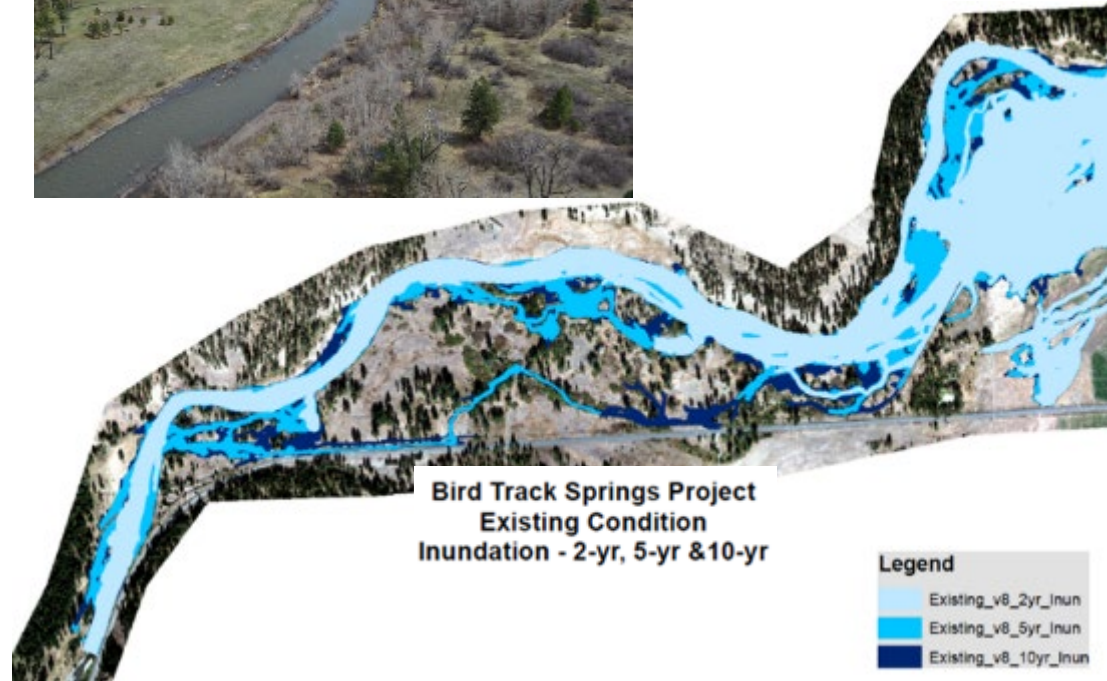 Bird Track Springs Project
Existing Condition
Inundation - 2-yr, 5-yr &10-yr
Legend
Existing_v8_2yr_Inun
Existing_v8_5yr_Inun
Existing_v8_10yr_Inun